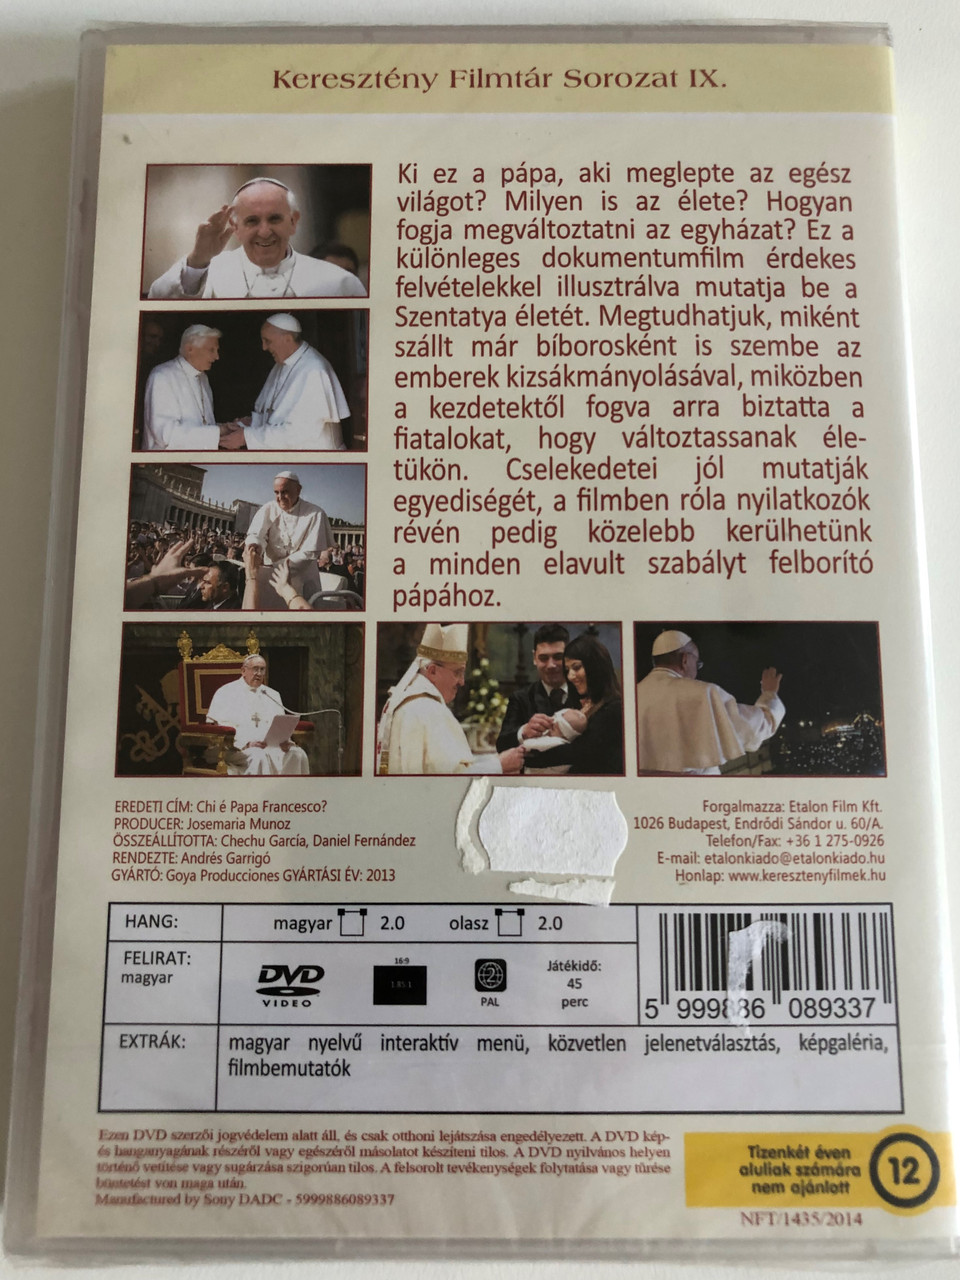 Keresztény Filmtár Sorozat IX.
Ki ez a pápa, aki meglepte az egész
világot? Milyen is az élete? Hogyan
fogja megváltoztatni az egyházat? Ez a
különleges dokumentumfilm érdekes
felvételekkel illusztrálva mutatja be a
Szentatya életét. Megtudhatjuk, miként
szállt már bíborosként is szembe az
emberek kizsákmányolásával, miközben
a kezdetektől fogva arra biztatta a
fiatalokat, hogy változtassanak éle-
tükön. Cselekedetei jól mutatják
egyediségét, a filmben róla nyilatkozók
révén pedig közelebb kerülhetünk
a minden elavult szabályt felborító
pápához.
EREDETI CÍM: Chi é Papa Francesco?
PRODUCER: Josemaria Munoz
ÖSSZEÁLLÍTOTTA: Chechu García, Daniel Fernández
RENDEZTE: Andrés Garrigó
GYÁRTÓ: Goya Producciones GYÁRTÁSI ÉV: 2013
Forgalmazza: Etalon Film Kft.
1026 Budapest, Endrődi Sándor u. 60/A.
Telefon/Fax: +36 1 275-0926
E-mail: etalonkiado@etalonkiado.hu
Honlap: www.keresztenyfilmek.hu
HANG: magyar 2.0 olasz 2.0
FELIRAT:
magyar
DVD
VIDEO
16:9
1.85:1
2
PAL
Játékidő:
45
perc
5 999886 089337
EXTRÁK: magyar nyelvű interaktív menü, közvetlen jelenetválasztás, képgaléria,
filmbemutatók
Ezen DVD szerzői jogvédelem alatt áll, és csak otthoni lejátszása engedélyezett. A DVD kép-
és hanganyagának részéről vagy egészéről másolatot készíteni tilos. A DVD nyilvános helyen
történő vetítése vagy sugárzása szigorúan tilos. A felsorolt tevékenységek folytatása vagy tűrése
büntetést von maga után.
Manufactured by Sony DADC - 5999886089337
Tizenkét éven
aluliak számára
nem ajánlott
12
NFT/1435/2014